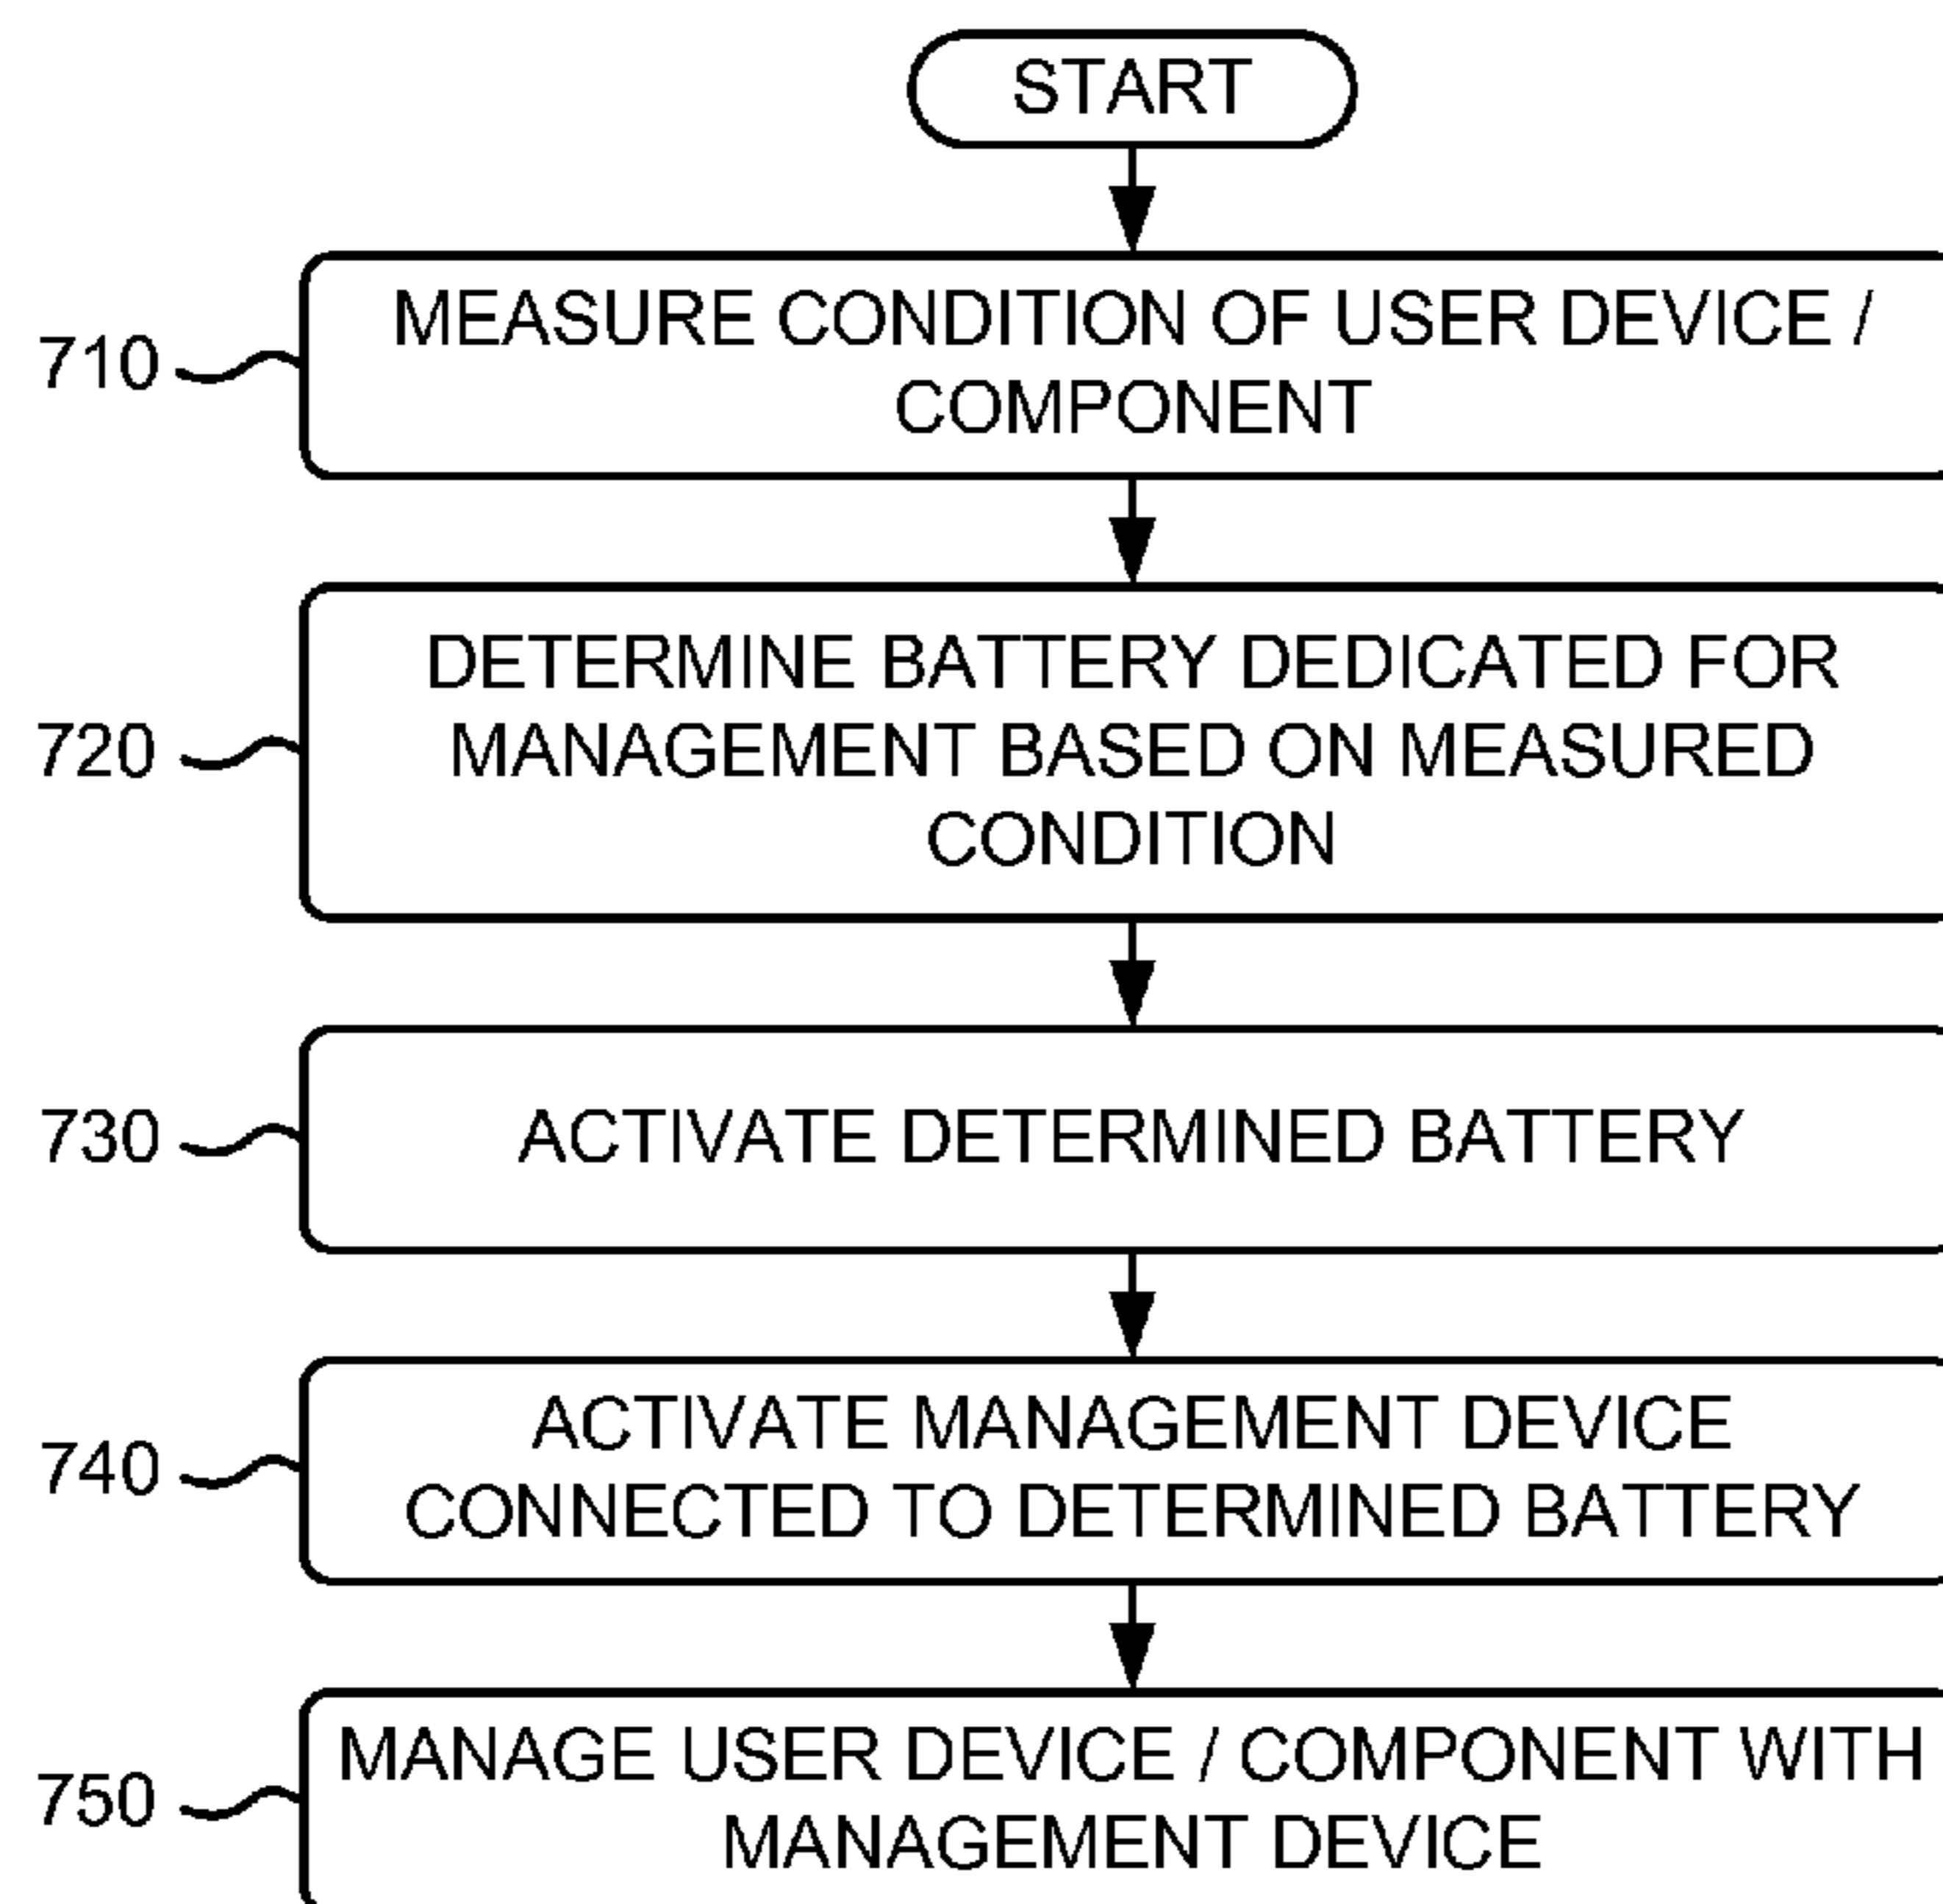 START
710
MEASURE CONDITION OF USER DEVICE /
COMPONENT
720
DETERMINE BATTERY DEDICATED FOR
MANAGEMENT BASED ON MEASURED
CONDITION
730
ACTIVATE DETERMINED BATTERY
740
ACTIVATE MANAGEMENT DEVICE
CONNECTED TO DETERMINED BATTERY
750
MANAGE USER DEVICE / COMPONENT WITH
MANAGEMENT DEVICE